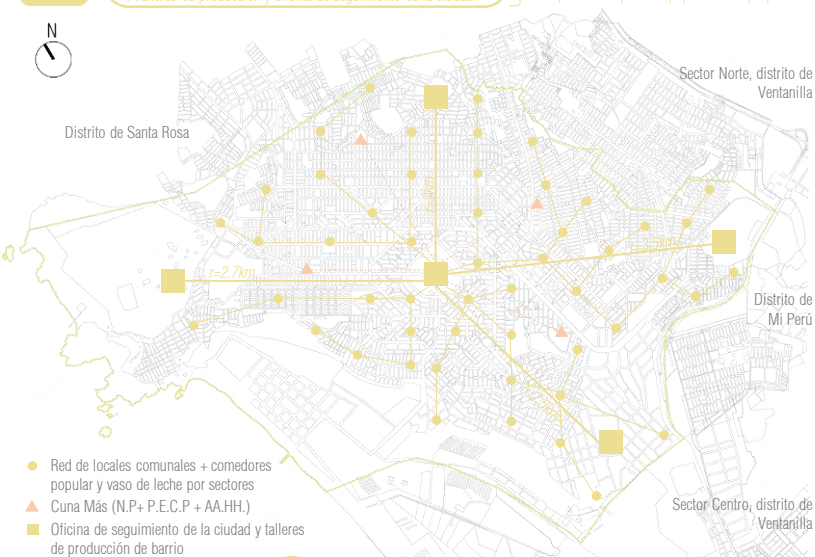 N
Sector Norte, distrito de
Ventanilla
Distrito de Santa Rosa
r=2.7km
Distrito de
Mi Perú
Red de locales comunales + comedores
popular y vaso de leche por sectores
Cuna Más (N.P+ P.E.C.P + AA.HH.)
Oficina de seguimiento de la ciudad y talleres
de producción de barrio
Sector Centro, distrito de
Ventanilla